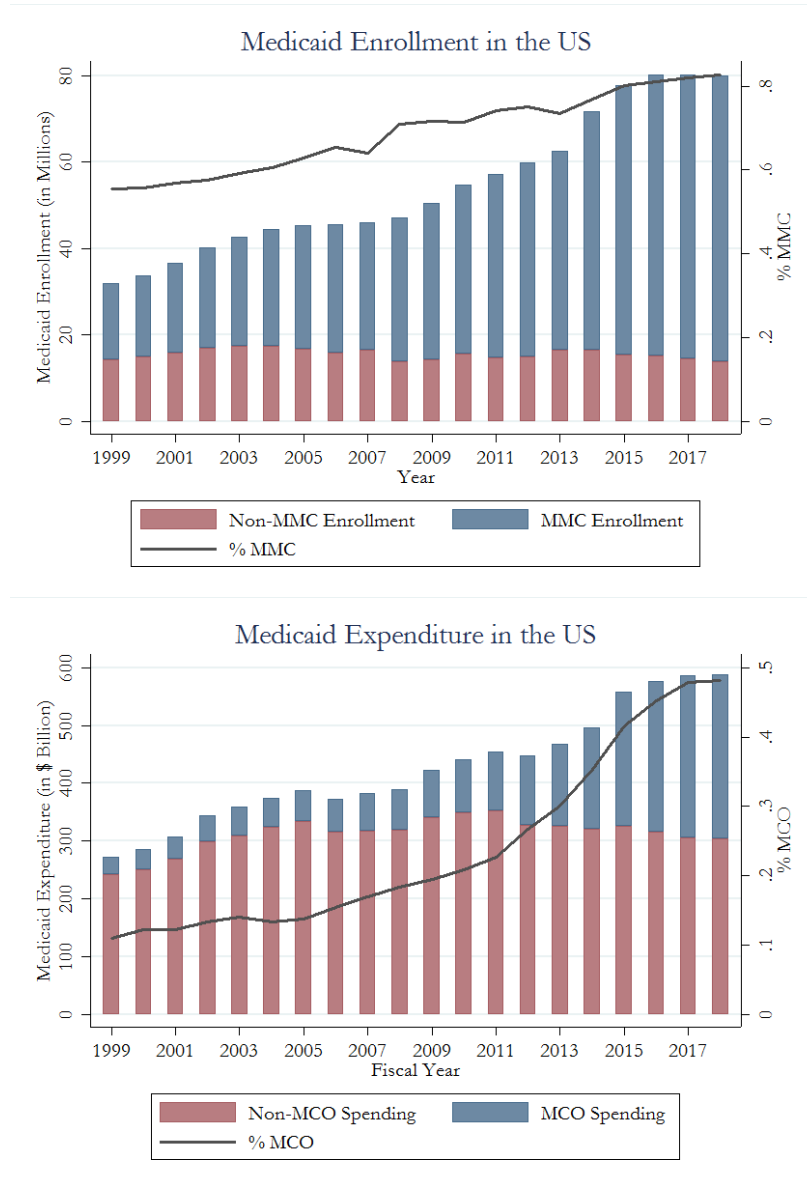 Medicaid Enrollment in the US
Medicaid Enrollment (in Millions)
0 20 40 60 80
% MMC
0 .2 .4 .6 .8
1999 2001 2003 2005 2007 2009 2011 2013 2015 2017
Year
Non-MMC Enrollment MMC Enrollment
% MMC
Medicaid Expenditure in the US
Medicaid Expenditure (in $ Billion)
0 100 200 300 400 500 600
% MCO
0 .1 .2 .3 .4 .5
1999 2001 2003 2005 2007 2009 2011 2013 2015 2017
Fiscal Year
Non-MCO Spending MCO Spending
% MCO